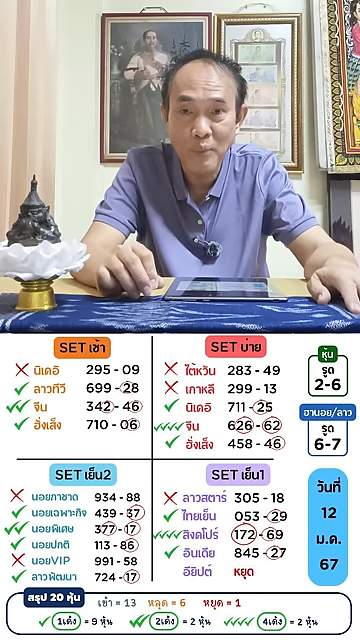 SET เช้า
นิเคอิ 295 - 09
ลาวทีวี 699 - 28
จีน 342 - 46
ฮั่งเส็ง 710 - 06
SET บ่าย
ไต้หวัน 283 - 49
เกาหลี 299 - 13
นิเคอิ 711 - 25
จีน 626 - 62
ฮั่งเส็ง 458 - 46
หุ้น
รูด
2-6
ฮานอย/ลาว
รูด
6-7
SET เย็น2
นอยกาชาด 934 - 88
นอยเฉพาะกิจ 439 - 37
นอยพิเศษ 377 - 17
นอยปกติ 113 - 86
นอยVIP 991 - 58
ลาวพัฒนา 724 - 17
SET เย็น1
ลาวสตาร์ 305 - 18
ไทยเย็น 053 - 29
สิงคโปร์ 172 - 69
อินเดีย 845 - 27
อียิปต์ หยุด
วันที่
12
ม.ค.
67
สรุป 20 หุ้น เข้า = 13 หลุด = 6 หยุด = 1
1เด้ง = 9 หุ้น 2เด้ง = 2 หุ้น 4เด้ง = 2 หุ้น